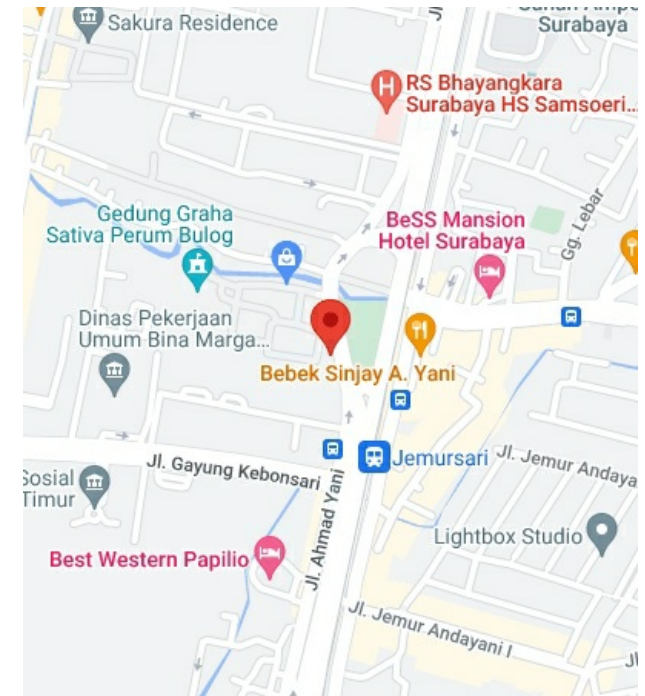 Sakura Residence
Surabaya
RS Bhayangkara
Surabaya HS Samsoeri...
H
Gg. Lebar
Gedung Graha
Sativa Perum Bulog
BeSS Mansion
Hotel Surabaya
Dinas Pekerjaan
Umum Bina Marga...
Bebek Sinjay A. Yani
Jl. Gayung Kebonsari
Jemursari
Jl. Jemur Andaya
Sosial
Timur
Jl. Ahmad Yani
Lightbox Studio
Best Western Papilio
Jl. Jemur Andayani I